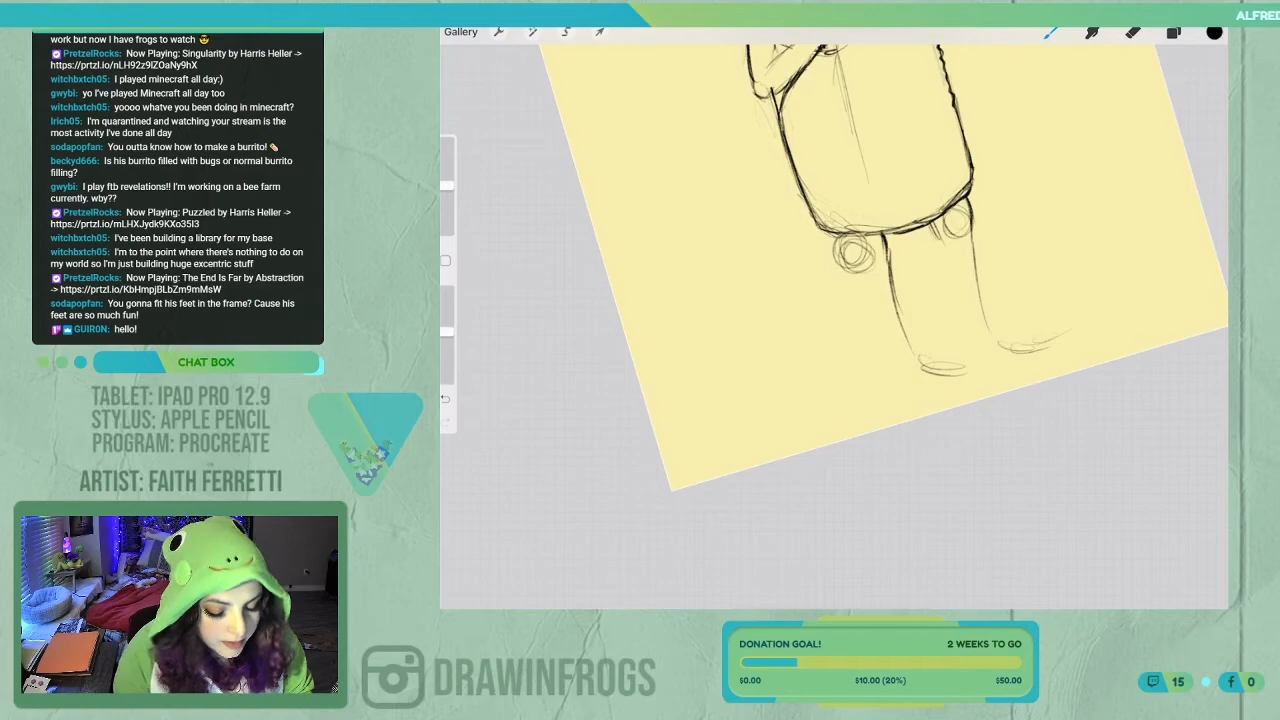 ALFRED
work but now I have frogs to watch 😎
PretzelRocks: Now Playing: Singularity by Harris Heller ->
https://prtzl.io/nLH92z9lZOaNy9hX
witchbxtch05: I played minecraft all day:)
gwybi: yo I've played Minecraft all day too
witchbxtch05: yoooo whatve you been doing in minecraft?
lrich05: I'm quarantined and watching your stream is the
most activity I've done all day
sodapopfan: You outta know how to make a burrito! 🌯
beckyd666: Is his burrito filled with bugs or normal burrito
filling?
gwybi: I play ftb revelations!! I'm working on a bee farm
currently. wby??
PretzelRocks: Now Playing: Puzzled by Harris Heller ->
https://prtzl.io/mLHXJydk9KXo35I3
witchbxtch05: I've been building a library for my base
witchbxtch05: I'm to the point where there's nothing to do on
my world so I'm just building huge excentric stuff
PretzelRocks: Now Playing: The End Is Far by Abstraction
-> https://prtzl.io/KbHmpjBLbZm9mMsW
sodapopfan: You gonna fit his feet in the frame? Cause his
feet are so much fun!
GUIR0N: hello!
CHAT BOX
TABLET: IPAD PRO 12.9
STYLUS: APPLE PENCIL
PROGRAM: PROCREATE
ARTIST: FAITH FERRETTI
Gallery
DRAWINFROGS
DONATION GOAL! 2 WEEKS TO GO
$0.00 $10.00 (20%) $50.00
15 0